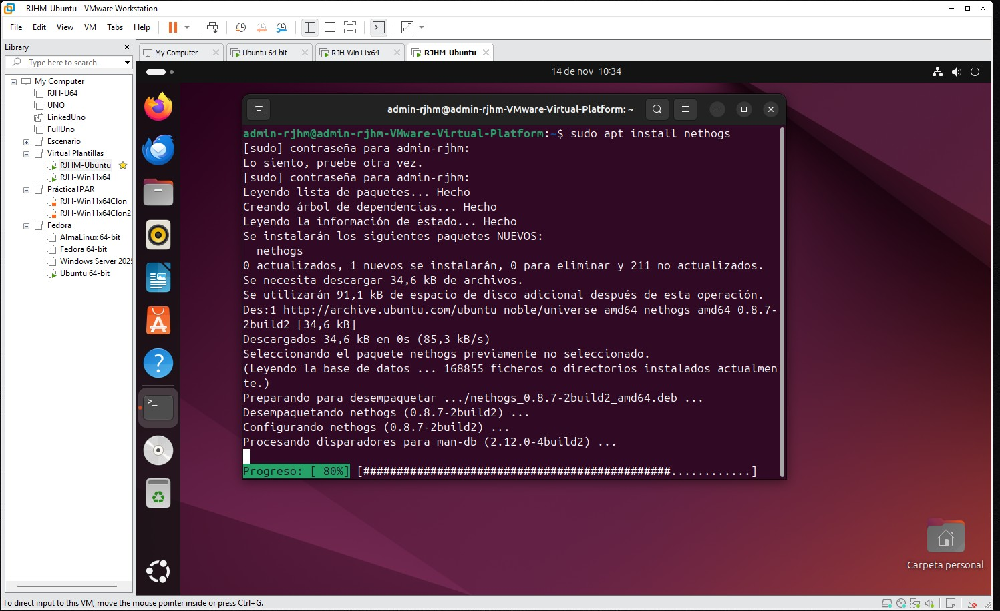 RJHM-Ubuntu - VMware Workstation
File Edit View VM Tabs Help
Library
Type here to search
My Computer
RJH-U64
UNO
LinkedUno
FullUno
Escenario
Virtual Plantillas
RJHM-Ubuntu
RJH-Win11x64
Práctica1PAR
RJH-Win11x64Clon
RJH-Win11x64Clon2
Fedora
AlmaLinux 64-bit
Fedora 64-bit
Windows Server 202
Ubuntu 64-bit
My Computer Ubuntu 64-bit RJH-Win11x64 RJHM-Ubuntu
14 de nov 10:34
admin-rjhm@admin-rjhm-VMware-Virtual-Platform: ~
admin-rjhm@admin-rjhm-VMware-Virtual-Platform:~$ sudo apt install nethogs
[sudo] contraseña para admin-rjhm:
Lo siento, pruebe otra vez.
[sudo] contraseña para admin-rjhm:
Leyendo lista de paquetes... Hecho
Creando árbol de dependencias... Hecho
Leyendo la información de estado... Hecho
Se instalarán los siguientes paquetes NUEVOS:
nethogs
0 actualizados, 1 nuevos se instalarán, 0 para eliminar y 211 no actualizados.
Se necesita descargar 34,6 kB de archivos.
Se utilizarán 91,1 kB de espacio de disco adicional después de esta operación.
Des:1 http://archive.ubuntu.com/ubuntu noble/universe amd64 nethogs amd64 0.8.7-
2build2 [34,6 kB]
Descargados 34,6 kB en 0s (85,3 kB/s)
Seleccionando el paquete nethogs previamente no seleccionado.
(Leyendo la base de datos ... 168855 ficheros o directorios instalados actualmen
te.)
Preparando para desempaquetar .../nethogs_0.8.7-2build2_amd64.deb ...
Desempaquetando nethogs (0.8.7-2build2) ...
Configurando nethogs (0.8.7-2build2) ...
Procesando disparadores para man-db (2.12.0-4build2) ...
Progreso: [ 80%] [##############################################............]
Carpeta personal
To direct input to this VM, move the mouse pointer inside or press Ctrl+G.